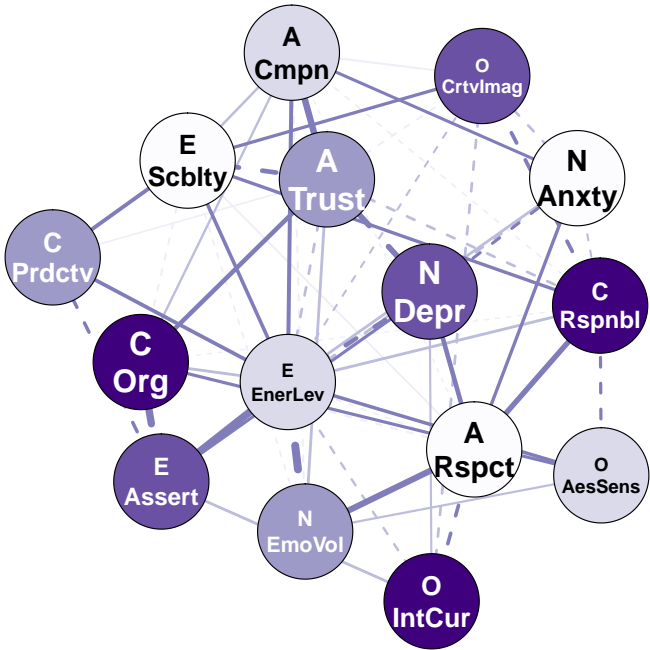 A
Cmpn
O
CrtvImag
E
Scblty
A
Trust
N
Anxty
C
Prdctv
N
Depr
C
Rspnbl
C
Org
E
EnerLev
A
Rspct
E
Assert
O
AesSens
N
EmoVol
O
IntCur